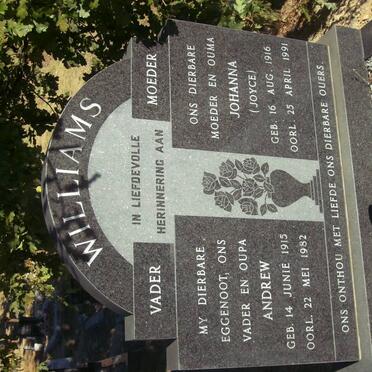 WILLIAMS
IN LIEFDEVOLLE
HERINNERING AAN
VADER
MY DIERBARE
EGGENOOT, ONS
VADER EN OUPA
ANDREW
GEB. 14 JUNIE 1915
OORL. 22 MEI 1982
MOEDER
ONS DIERBARE
MOEDER EN OUMA
JOHANNA
(JOYCE)
GEB. 16 AUG. 1916
OORL. 25 APRIL 1991
ONS ONTHOU MET LIEFDE ONS DIERBARE OUERS.